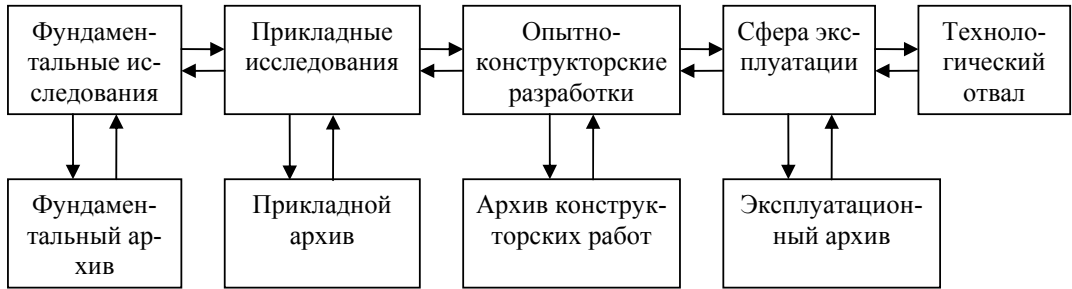 Фундамен-
тальные ис-
следования
Прикладные
исследования
Опытно-
конструкторские
разработки
Сфера экс-
плуатации
Техноло-
гический
отвал
Фундамен-
тальный ар-
хив
Прикладной
архив
Архив конструк-
торских работ
Эксплуатацион-
ный архив